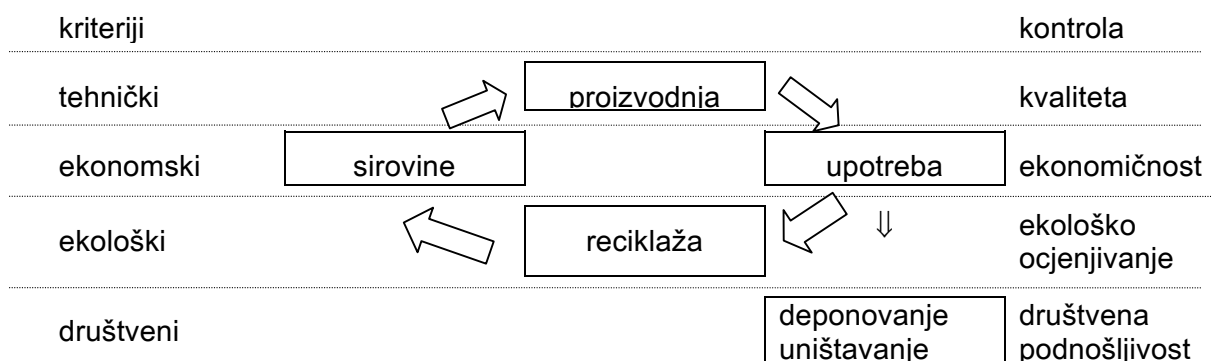 kriteriji kontrola
tehnički proizvodnja kvaliteta
ekonomski sirovine upotreba ekonomičnost
ekološki reciklaža ⇓ ekološko
ocjenjivanje
društveni deponovanje društvena
uništavanje podnošljivost